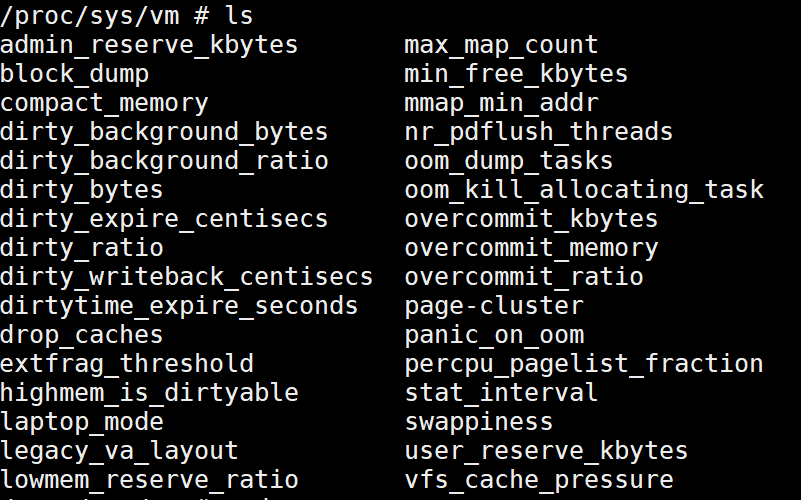 /proc/sys/vm # ls
admin_reserve_kbytes max_map_count
block_dump min_free_kbytes
compact_memory mmap_min_addr
dirty_background_bytes nr_pdflush_threads
dirty_background_ratio oom_dump_tasks
dirty_bytes oom_kill_allocating_task
dirty_expire_centisecs overcommit_kbytes
dirty_ratio overcommit_memory
dirty_writeback_centisecs overcommit_ratio
dirtytime_expire_seconds page-cluster
drop_caches panic_on_oom
extfrag_threshold percpu_pagelist_fraction
highmem_is_dirtyable stat_interval
laptop_mode swappiness
legacy_va_layout user_reserve_kbytes
lowmem_reserve_ratio vfs_cache_pressure